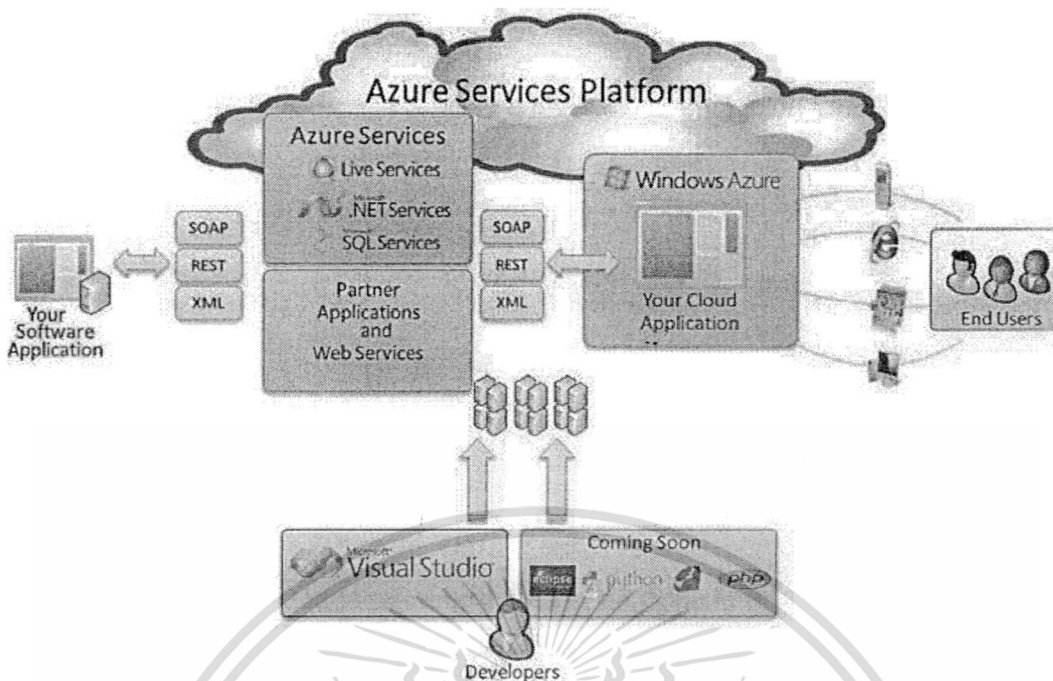 Azure Services Platform
Azure Services
Live Services
Microsoft
.NET Services
SQL Services
Partner
Applications
and
Web Services
SOAP
REST
XML
SOAP
REST
XML
Your
Software
Application
Windows Azure
Your Cloud
Application
End Users
Microsoft
Visual Studio
Coming Soon
eclipse
python
php
Developers